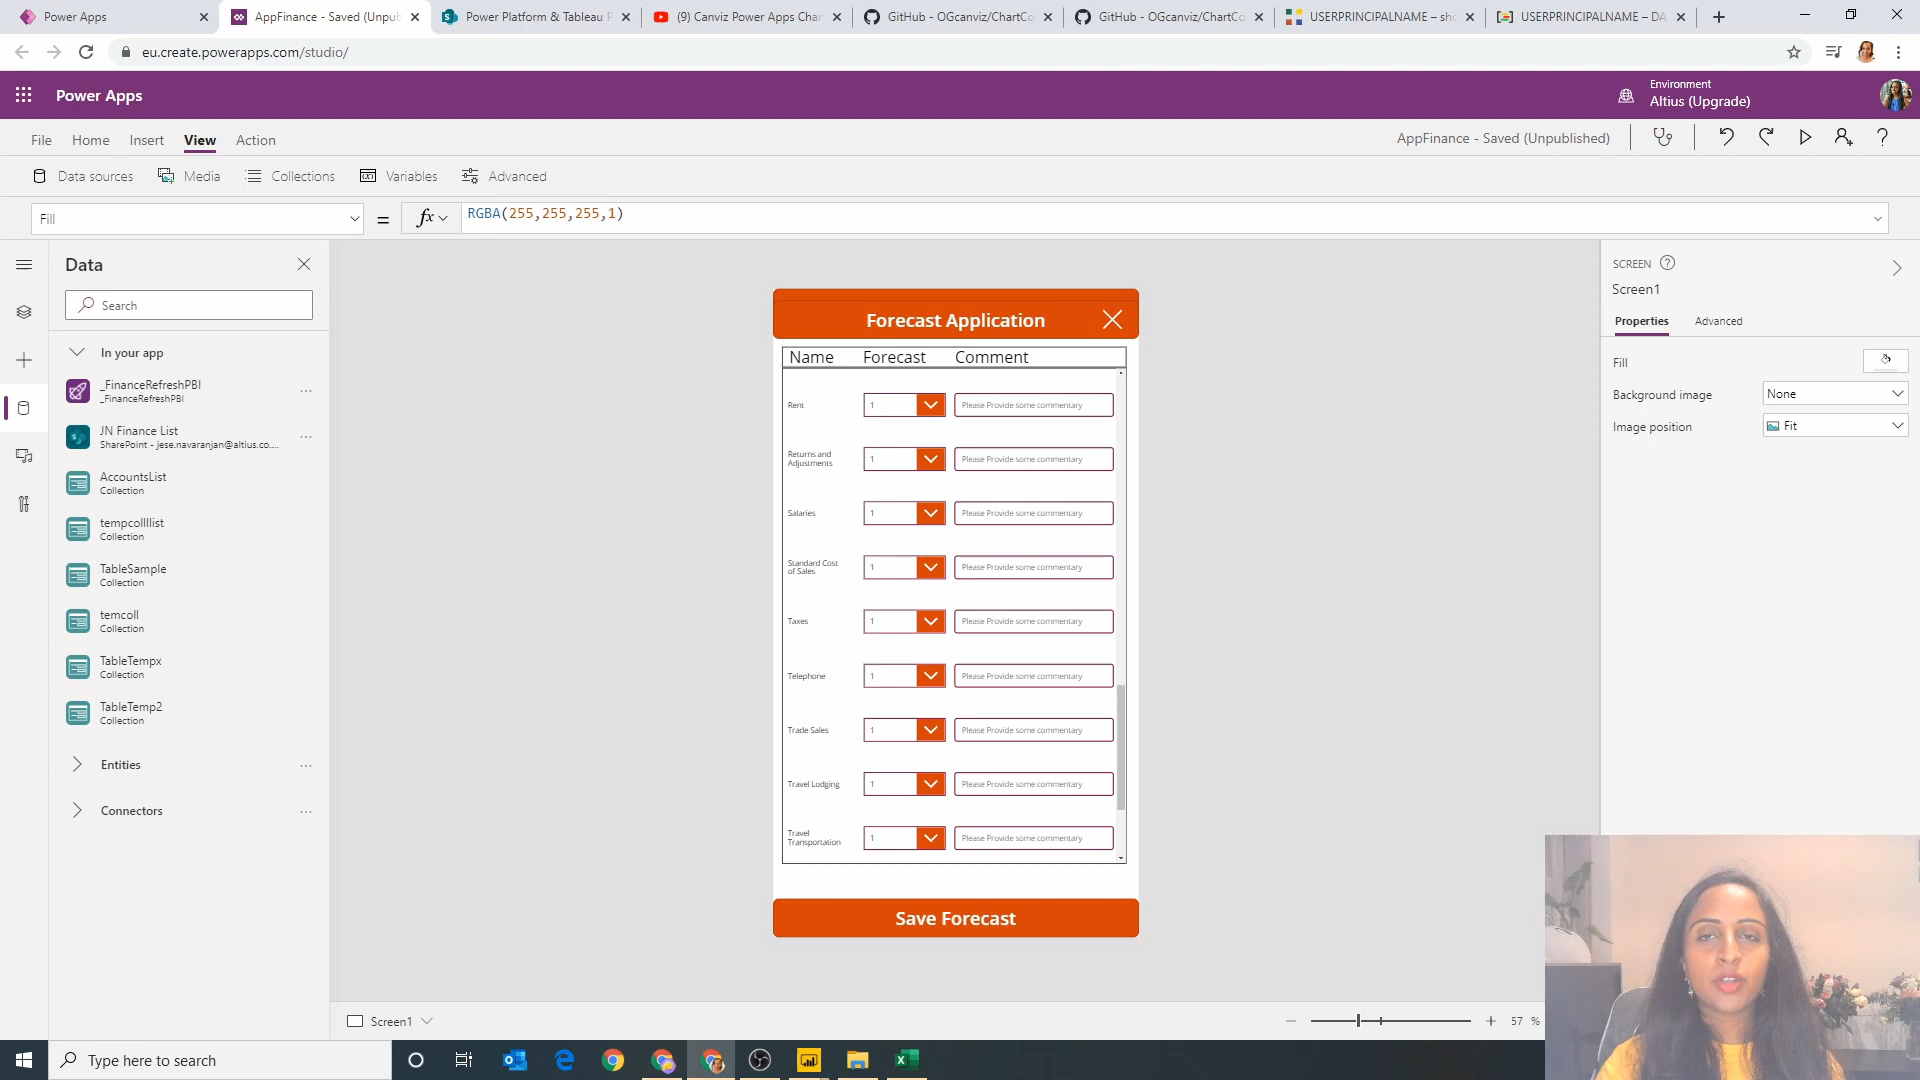 Power Apps
AppFinance - Saved (Unpub
Power Platform & Tableau P
(9) Canviz Power Apps Char
GitHub - OGcanviz/ChartCo
GitHub - OGcanviz/ChartCo
USERPRINCIPALNAME – sh
USERPRINCIPALNAME – DA
eu.create.powerapps.com/studio/
Power Apps
Environment
Altius (Upgrade)
File
Home
Insert
View
Action
AppFinance - Saved (Unpublished)
Data sources
Media
Collections
Variables
Advanced
Fill
=
fx
RGBA(255,255,255,1)
Data
Search
In your app
_FinanceRefreshPBI
_FinanceRefreshPBI
JN Finance List
SharePoint - jese.navaranjan@altius.co....
AccountsList
Collection
tempcolllist
Collection
TableSample
Collection
temcoll
Collection
TableTempx
Collection
TableTemp2
Collection
Entities
Connectors
Forecast Application
Name Forecast Comment
Rent 1 Please Provide some commentary
Returns and
Adjustments 1 Please Provide some commentary
Salaries 1 Please Provide some commentary
Standard Cost
of Sales 1 Please Provide some commentary
Taxes 1 Please Provide some commentary
Telephone 1 Please Provide some commentary
Trade Sales 1 Please Provide some commentary
Travel Lodging 1 Please Provide some commentary
Travel
Transportation 1 Please Provide some commentary
Save Forecast
SCREEN
Screen1
Properties
Advanced
Fill
Background image
None
Image position
Fit
Screen1
57 %
Type here to search